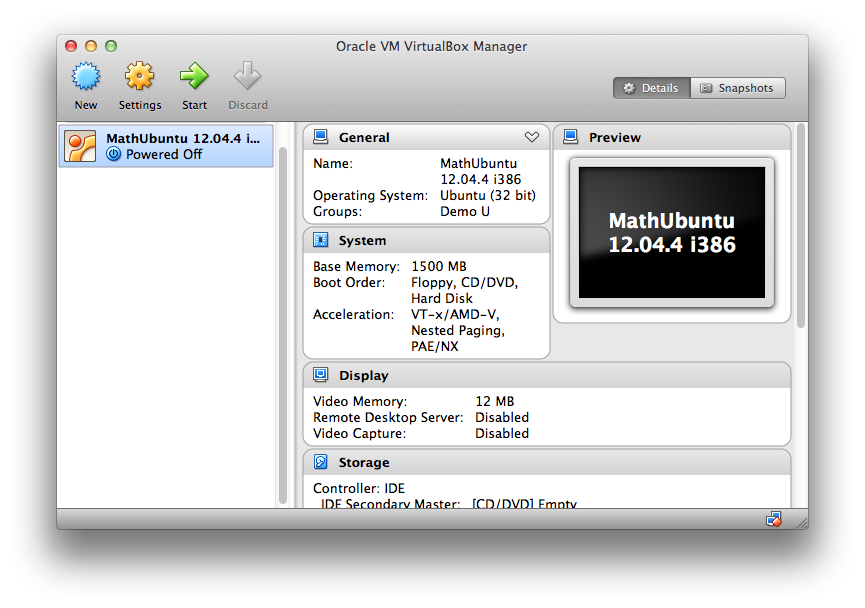 Oracle VM VirtualBox Manager
New
Settings
Start
Discard
Details
Snapshots
MathUbuntu 12.04.4 i...
Powered Off
General
Name: MathUbuntu
12.04.4 i386
Operating System: Ubuntu (32 bit)
Groups: Demo U
Preview
MathUbuntu
12.04.4 i386
System
Base Memory: 1500 MB
Boot Order: Floppy, CD/DVD,
Hard Disk
Acceleration: VT-x/AMD-V,
Nested Paging,
PAE/NX
Display
Video Memory: 12 MB
Remote Desktop Server: Disabled
Video Capture: Disabled
Storage
Controller: IDE
IDE Secondary Master: [CD/DVD] Empty